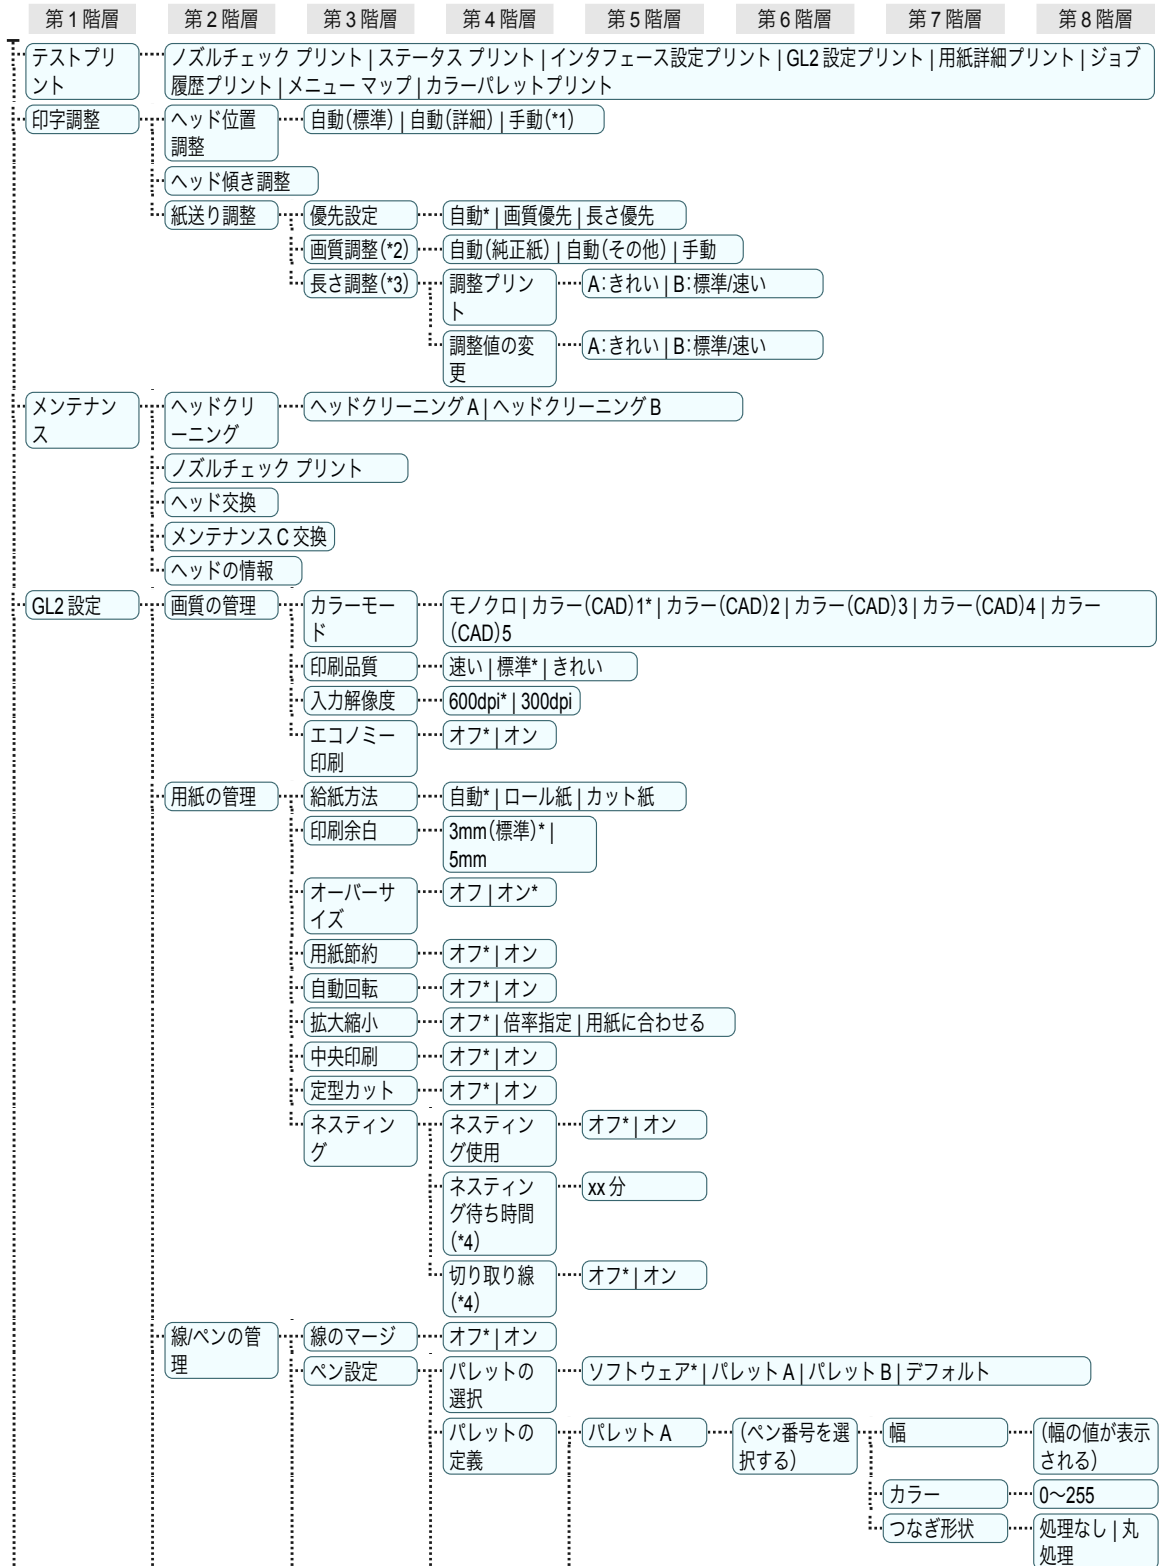 第 1 階層 第 2 階層 第 3 階層 第 4 階層 第 5 階層 第 6 階層 第 7 階層 第 8 階層
テストプリ
ント
ノズルチェック プリント | ステータス プリント | インタフェース設定プリント | GL2 設定プリント | 用紙詳細プリント | ジョブ
履歴プリント | メニュー マップ | カラーパレットプリント
印字調整
ヘッド位置
調整
自動(標準) | 自動(詳細) | 手動(*1)
ヘッド傾き調整
紙送り調整
優先設定
自動* | 画質優先 | 長さ優先
画質調整(*2)
自動(純正紙) | 自動(その他) | 手動
長さ調整(*3)
調整プリン
ト
A:きれい | B:標準/速い
調整値の変
更
A:きれい | B:標準/速い
メンテナン
ス
ヘッドクリ
ーニング
ヘッドクリーニング A | ヘッドクリーニング B
ノズルチェック プリント
ヘッド交換
メンテナンス C 交換
ヘッドの情報
GL2 設定
画質の管理
カラーモー
ド
モノクロ | カラー(CAD)1* | カラー(CAD)2 | カラー(CAD)3 | カラー(CAD)4 | カラー
(CAD)5
印刷品質
速い | 標準* | きれい
入力解像度
600dpi* | 300dpi
エコノミー
印刷
オフ* | オン
用紙の管理
給紙方法
自動* | ロール紙 | カット紙
印刷余白
3mm(標準)* |
5mm
オーバーサ
イズ
オフ | オン*
用紙節約
オフ* | オン
自動回転
オフ* | オン
拡大縮小
オフ* | 倍率指定 | 用紙に合わせる
中央印刷
オフ* | オン
定型カット
オフ* | オン
ネスティン
グ
ネスティン
グ使用
オフ* | オン
ネスティン
グ待ち時間
(*4)
xx 分
切り取り線
(*4)
オフ* | オン
線/ペンの管
理
線のマージ
オフ* | オン
ペン設定
パレットの
選択
ソフトウェア* | パレット A | パレット B | デフォルト
パレットの
定義
パレット A
(ペン番号を選
択する)
幅
(幅の値が表示
される)
カラー
0～255
つなぎ形状
処理なし | 丸
処理